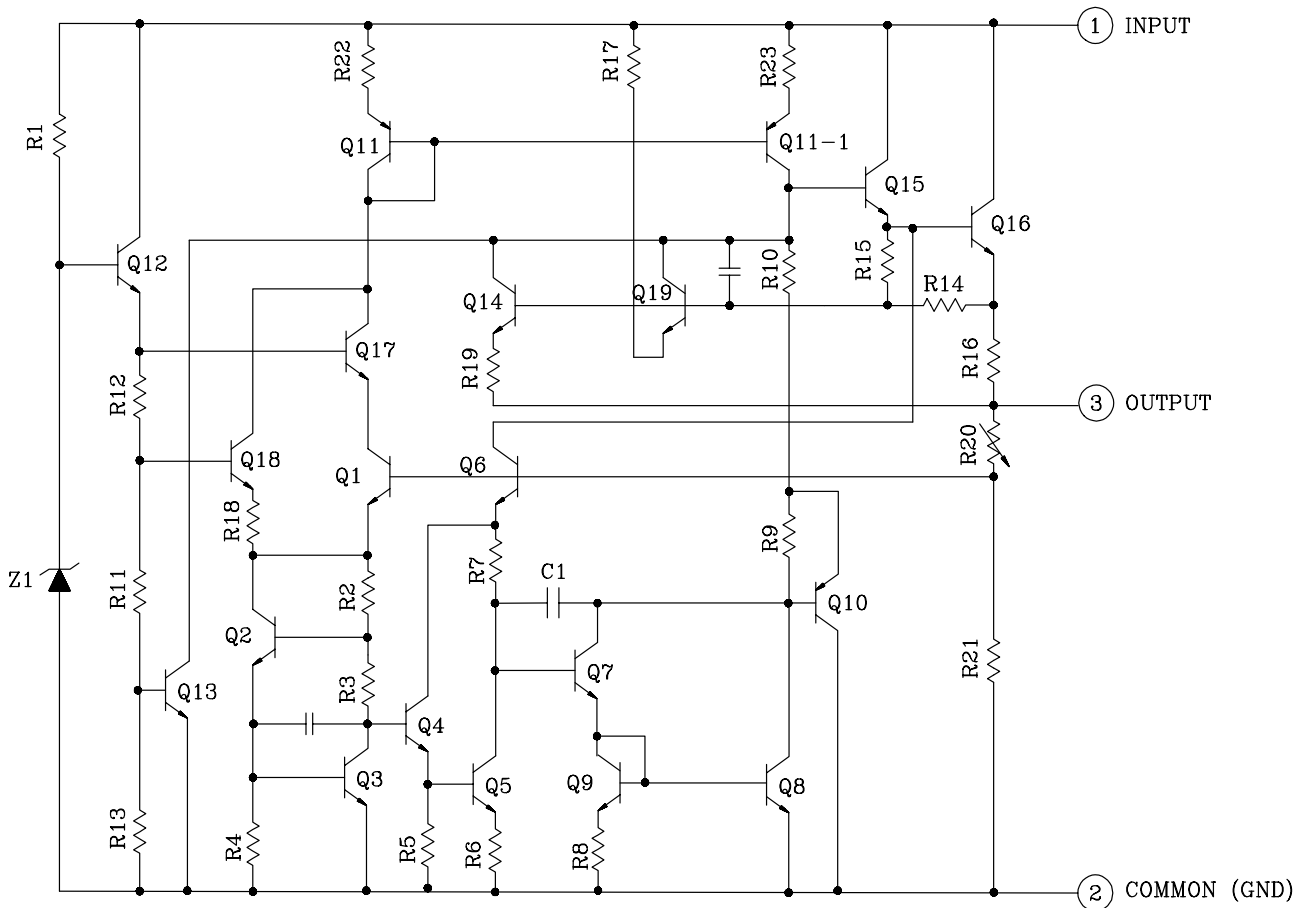 1 INPUT
R22
R17
R23
R1
Q11
Q11-1
Q15
Q16
Q12
R15
R10
R14
Q14
Q19
Q17
R19
R16
R12
3 OUTPUT
R20
Q18
Q1
Q6
R18
R9
R7
C1
Z1
R11
R2
Q10
Q2
R21
Q7
R3
Q13
Q4
Q3
Q5
Q9
Q8
R13
R4
R5
R6
R8
2 COMMON (GND)